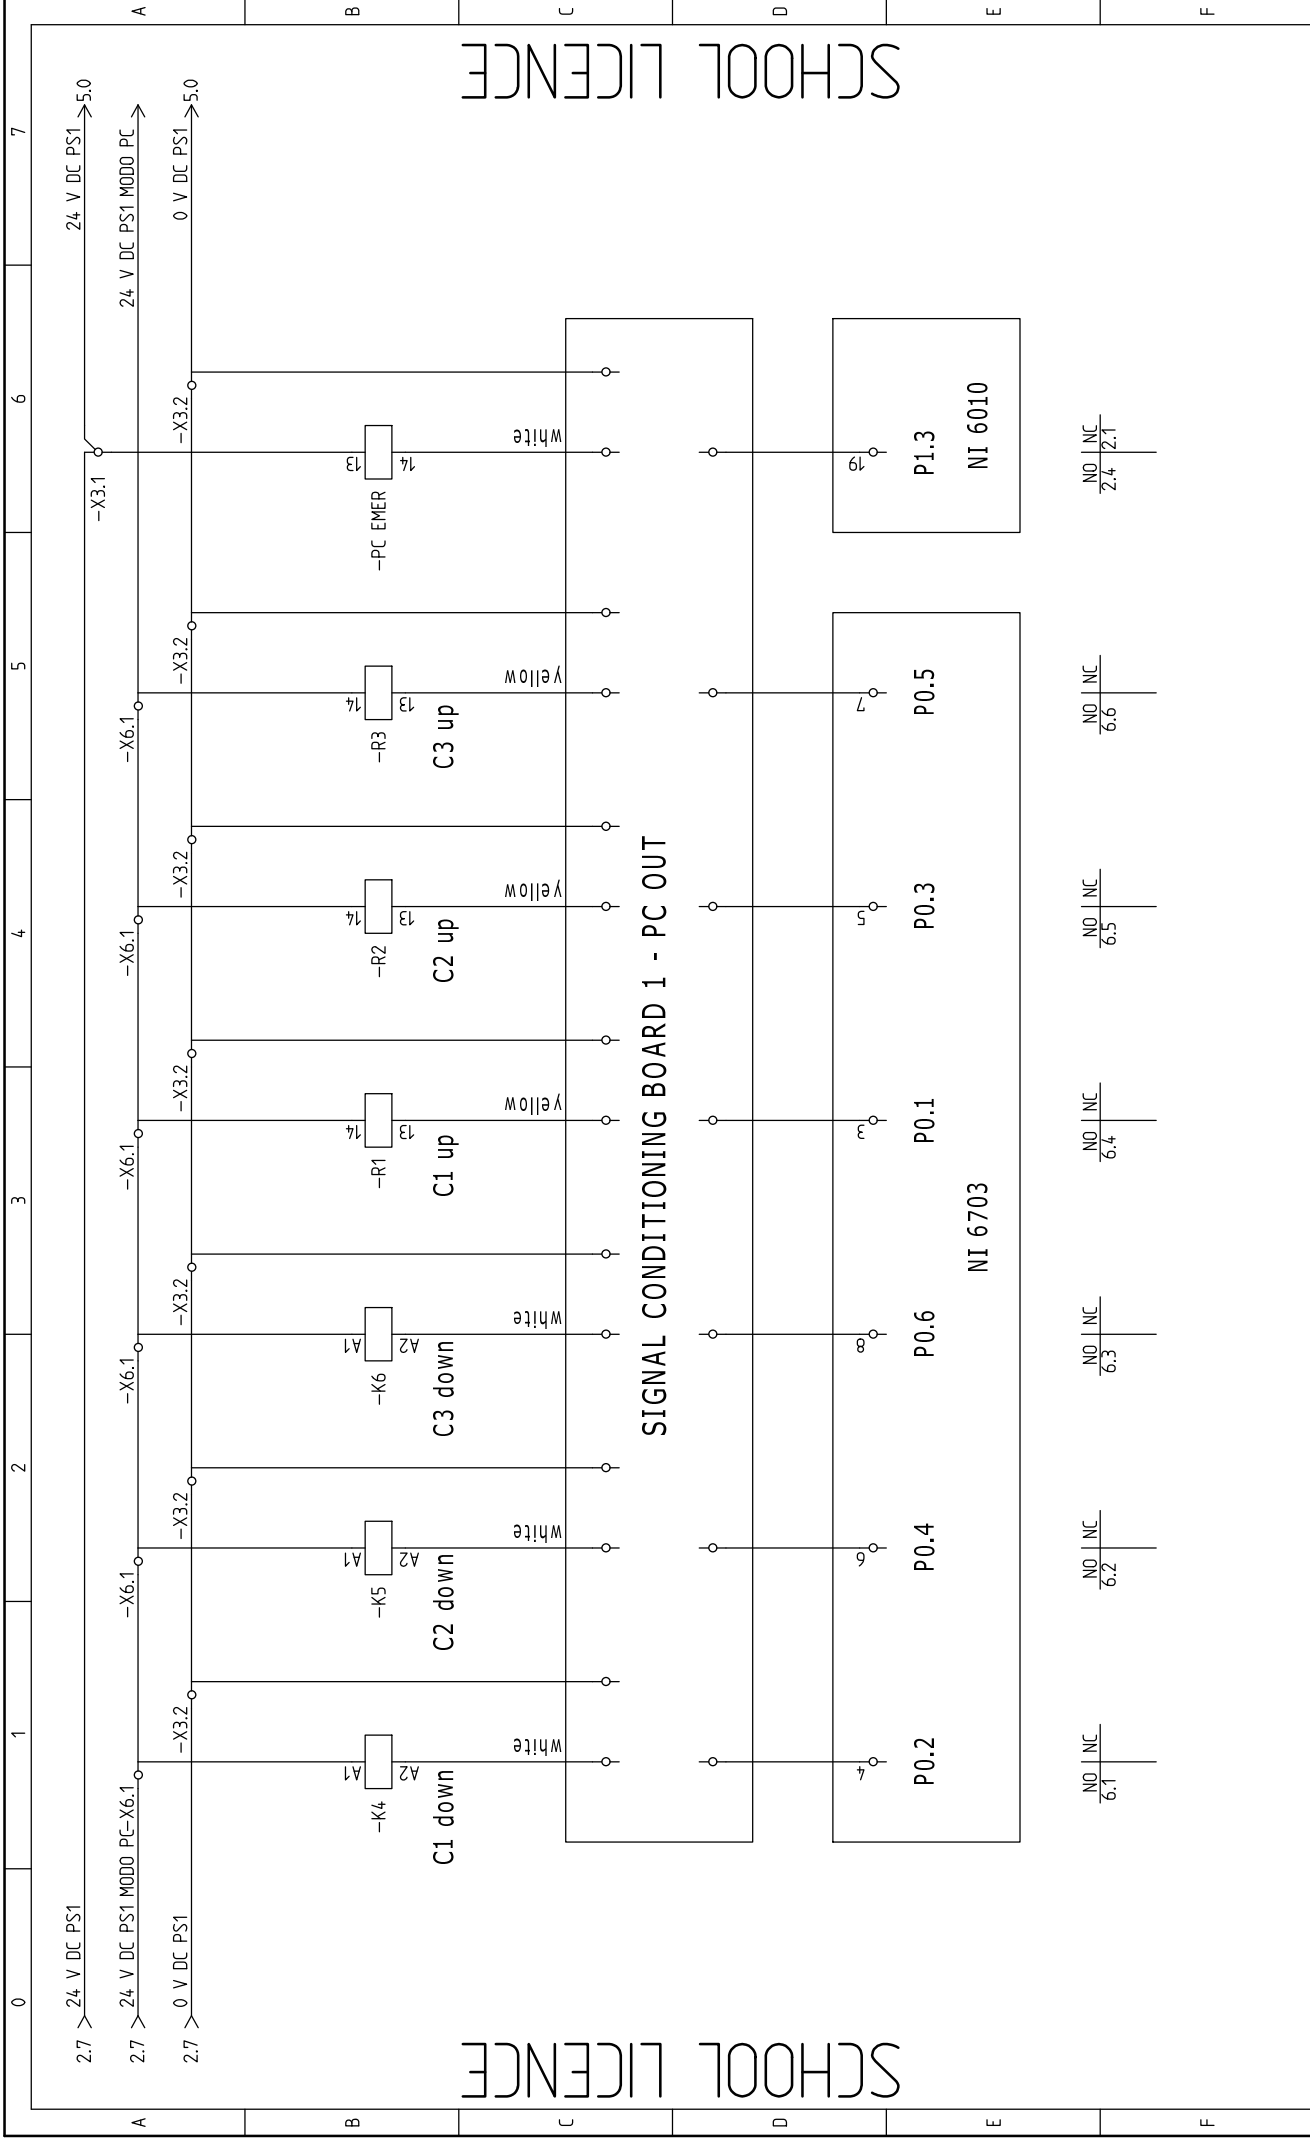 0 1 2 3 4 5 6 7
A
B
C
D
E
F
A
B
C
D
E
F
SCHOOL LICENCE
SCHOOL LICENCE
2.7 24 V DC PS1 -X3.1 24 V DC PS1 5.0
2.7 24 V DC PS1 MODO PC -X6.1 -X6.1 -X6.1 -X6.1 -X6.1 -X6.1 24 V DC PS1 MODO PC
2.7 0 V DC PS1 -X3.2 -X3.2 -X3.2 -X3.2 -X3.2 -X3.2 -X3.2 0 V DC PS1 5.0
A1 A1 A1 14 14 14 13
-K4 -K5 -K6 -R1 -R2 -R3 -PC EMER
A2 A2 A2 13 13 13 14
C1 down C2 down C3 down C1 up C2 up C3 up
white white white yellow yellow yellow white
SIGNAL CONDITIONING BOARD 1 - PC OUT
4 6 8 3 5 7 19
P0.2 P0.4 P0.6 P0.1 P0.3 P0.5 P1.3
NI 6703 NI 6010
NO NC NO NC NO NC NO NC NO NC NO NC NO NC
6.1 6.2 6.3 6.4 6.5 6.6 2.4 2.1